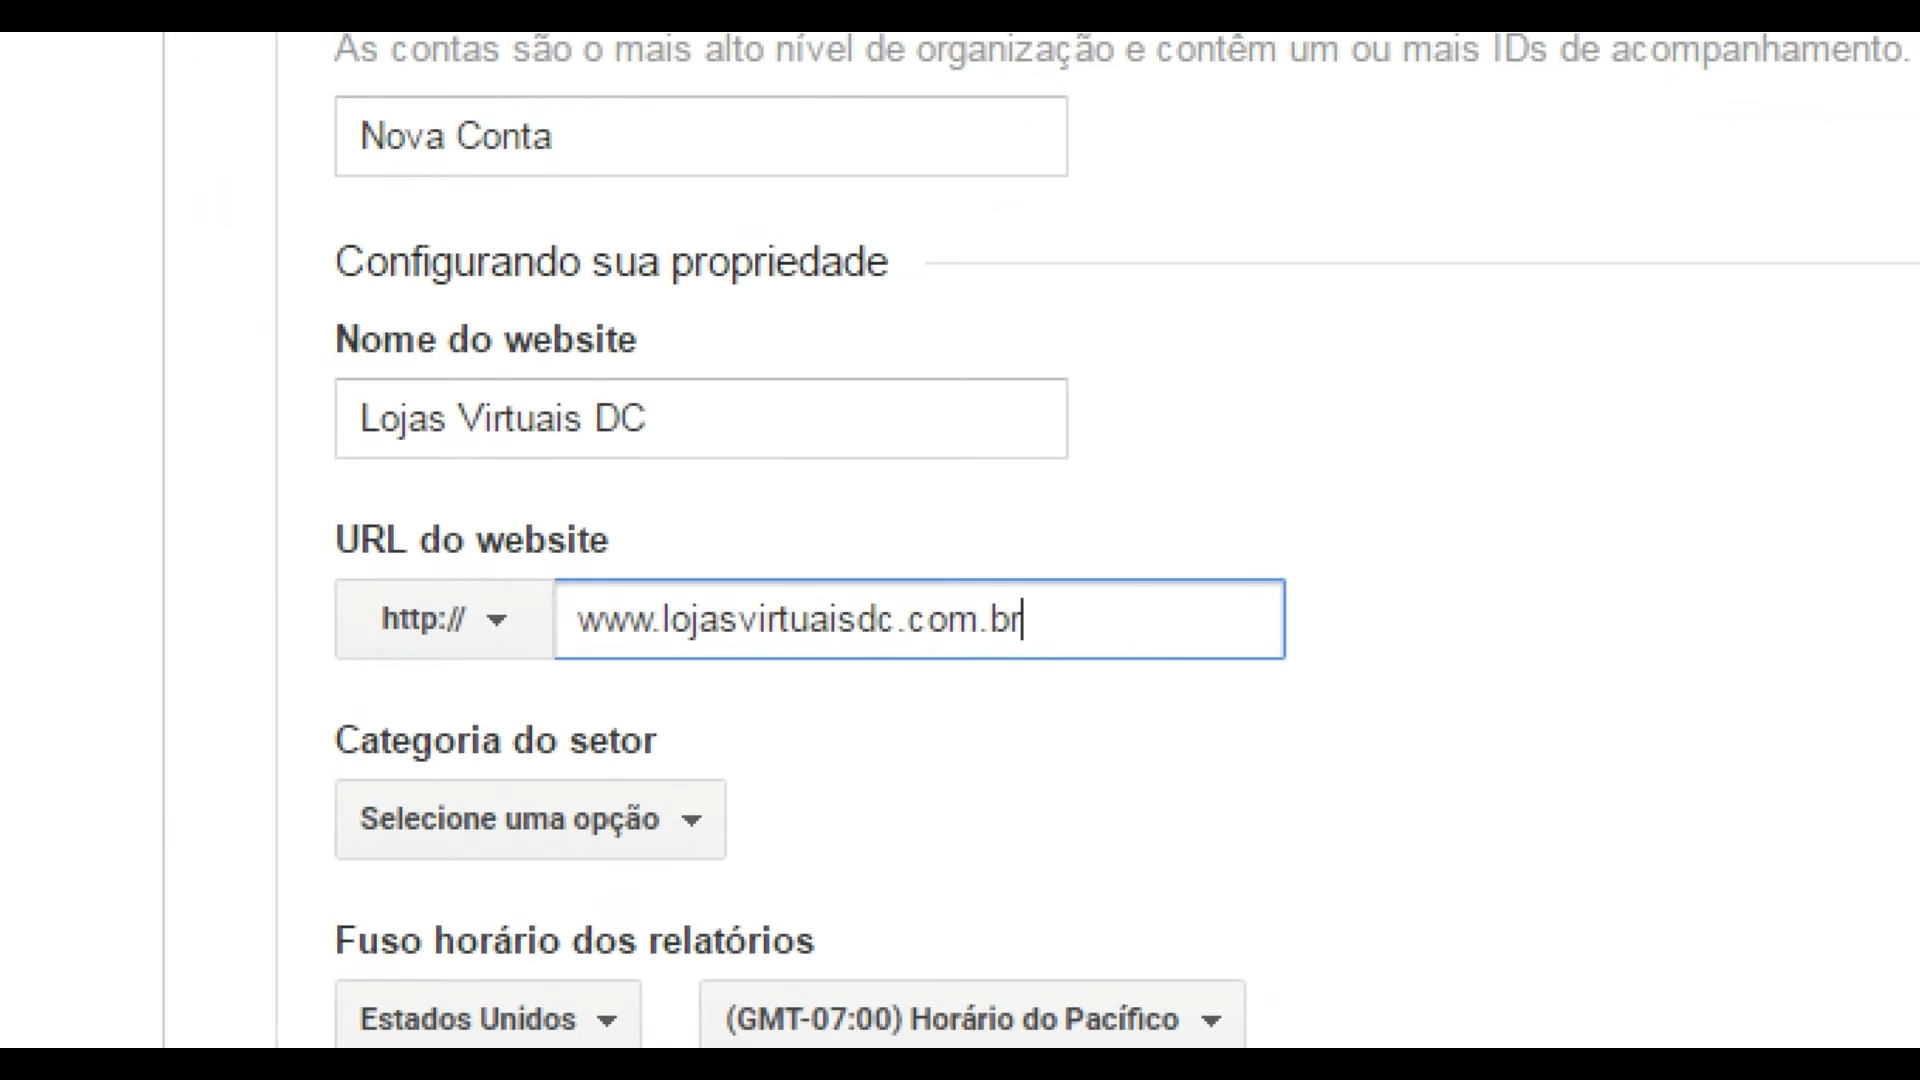 As contas são o mais alto nível de organização e contêm um ou mais IDs de acompanhamento.
Nova Conta
Configurando sua propriedade
Nome do website
Lojas Virtuais DC
URL do website
http:// www.lojasvirtuaisdc.com.br
Categoria do setor
Selecione uma opção
Fuso horário dos relatórios
Estados Unidos (GMT-07:00) Horário do Pacífico